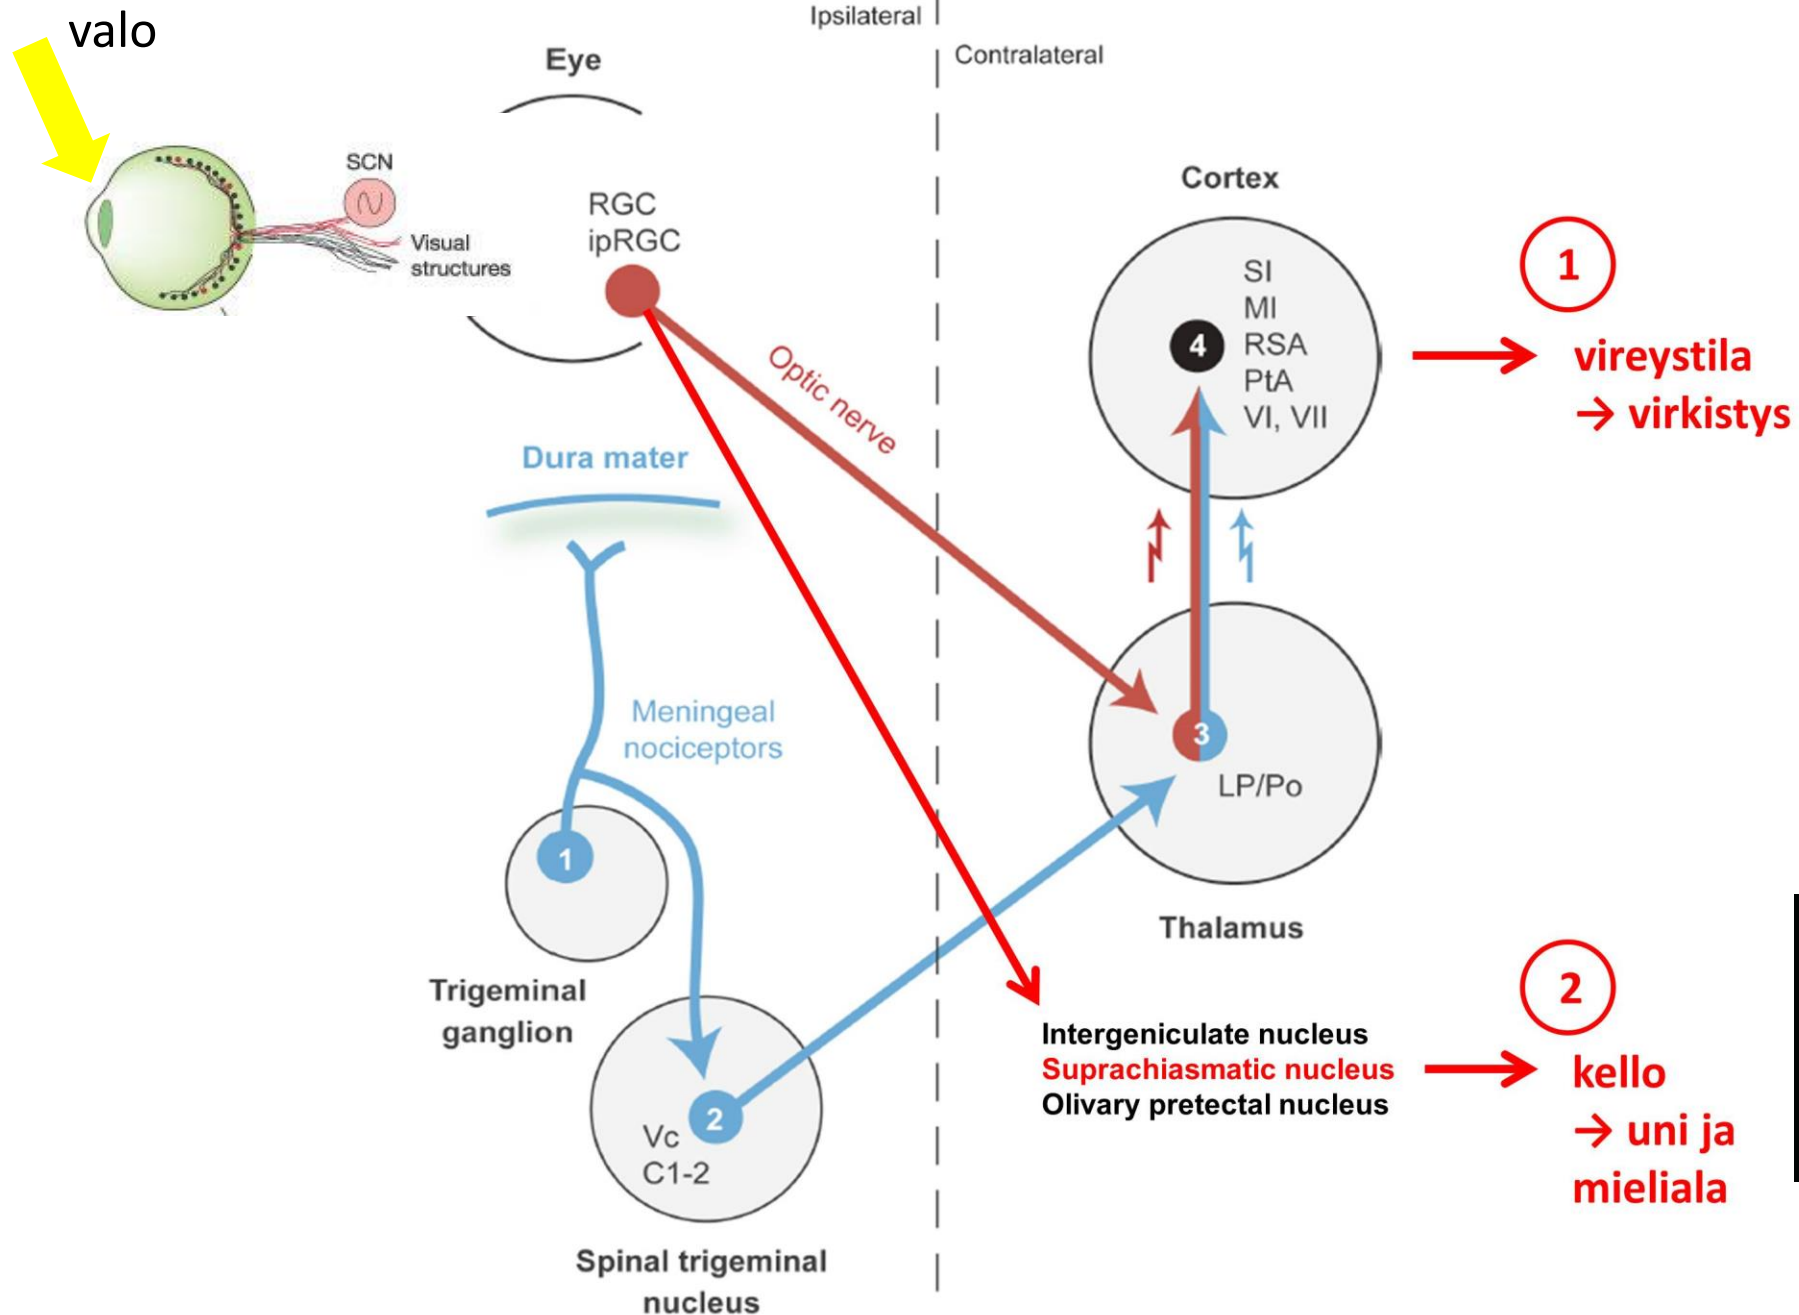 valo
Ipsilateral
Contralateral
Eye
SCN
Visual
structures
RGC
ipRGC
Optic nerve
Cortex
SI
MI
RSA
PtA
VI, VII
4
1
vireystila
→ virkistys
Dura mater
Meningeal
nociceptors
3
LP/Po
Thalamus
1
Trigeminal
ganglion
2
Vc
C1-2
Spinal trigeminal
nucleus
Intergeniculate nucleus
Suprachiasmatic nucleus
Olivary pretectal nucleus
2
kello
→ uni ja
mieliala